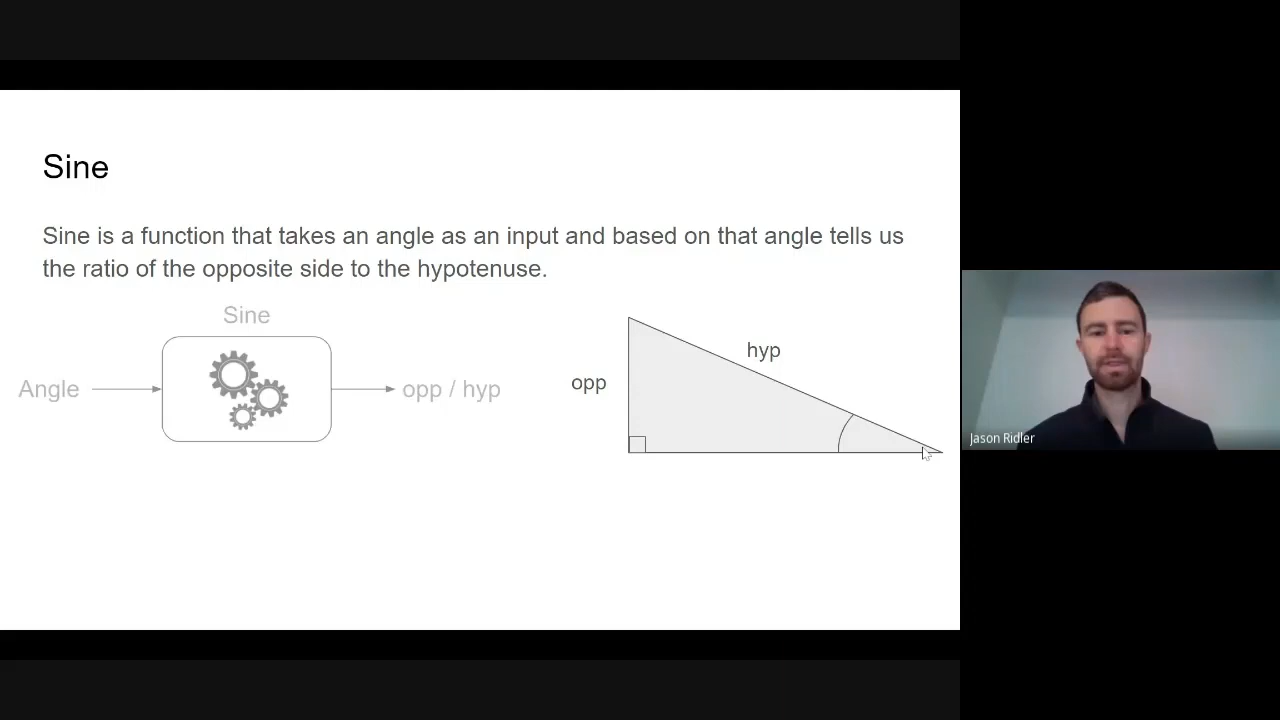 Sine
Sine is a function that takes an angle as an input and based on that angle tells us
the ratio of the opposite side to the hypotenuse.
Sine
Angle
opp / hyp
opp
hyp
Jason Ridler